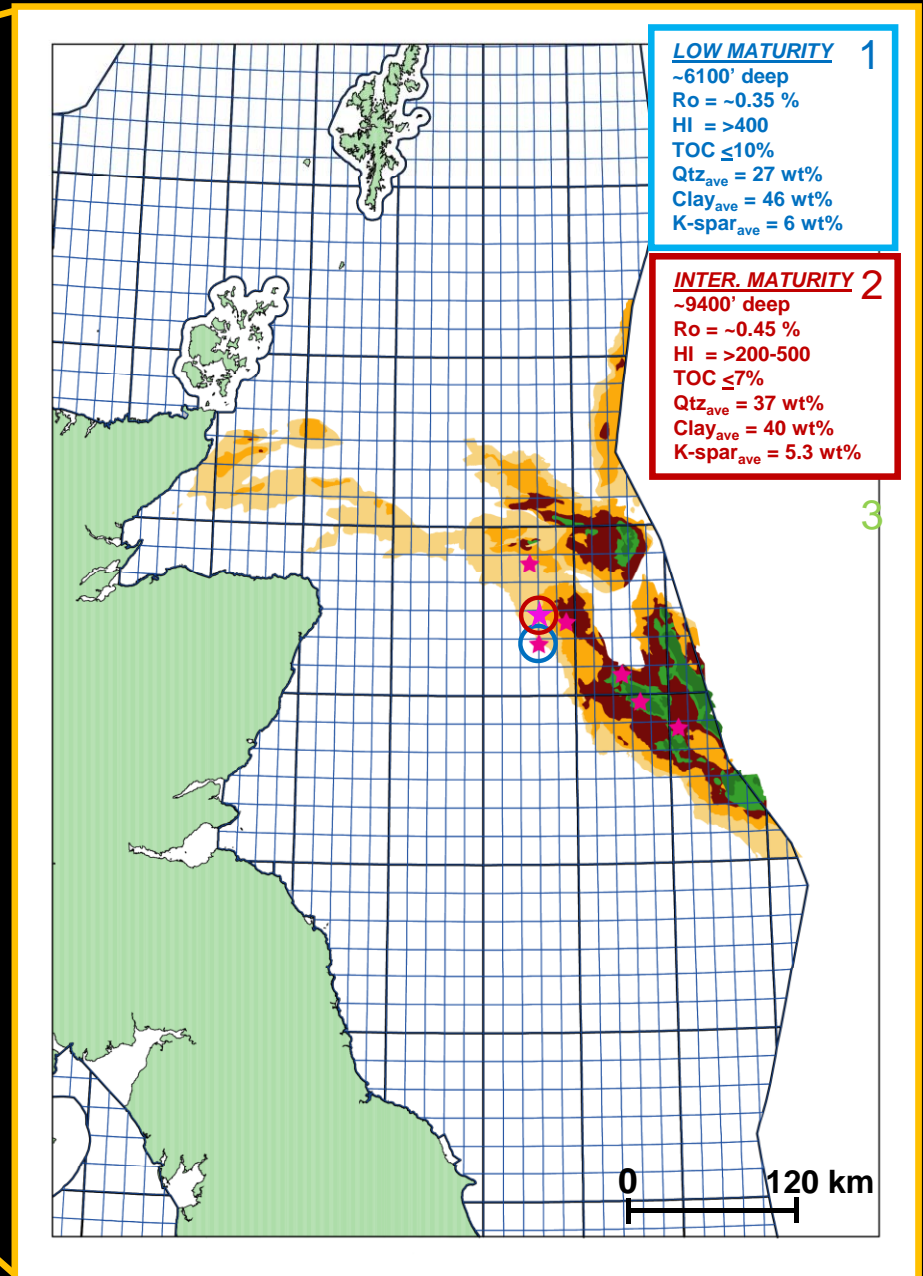 LOW MATURITY 1
~6100' deep
Ro = ~0.35 %
HI = >400
TOC ≤10%
Qtzave = 27 wt%
Clayave = 46 wt%
K-sparave = 6 wt%
INTER. MATURITY 2
~9400' deep
Ro = ~0.45 %
HI = >200-500
TOC ≤7%
Qtzave = 37 wt%
Clayave = 40 wt%
K-sparave = 5.3 wt%
3
0 120 km